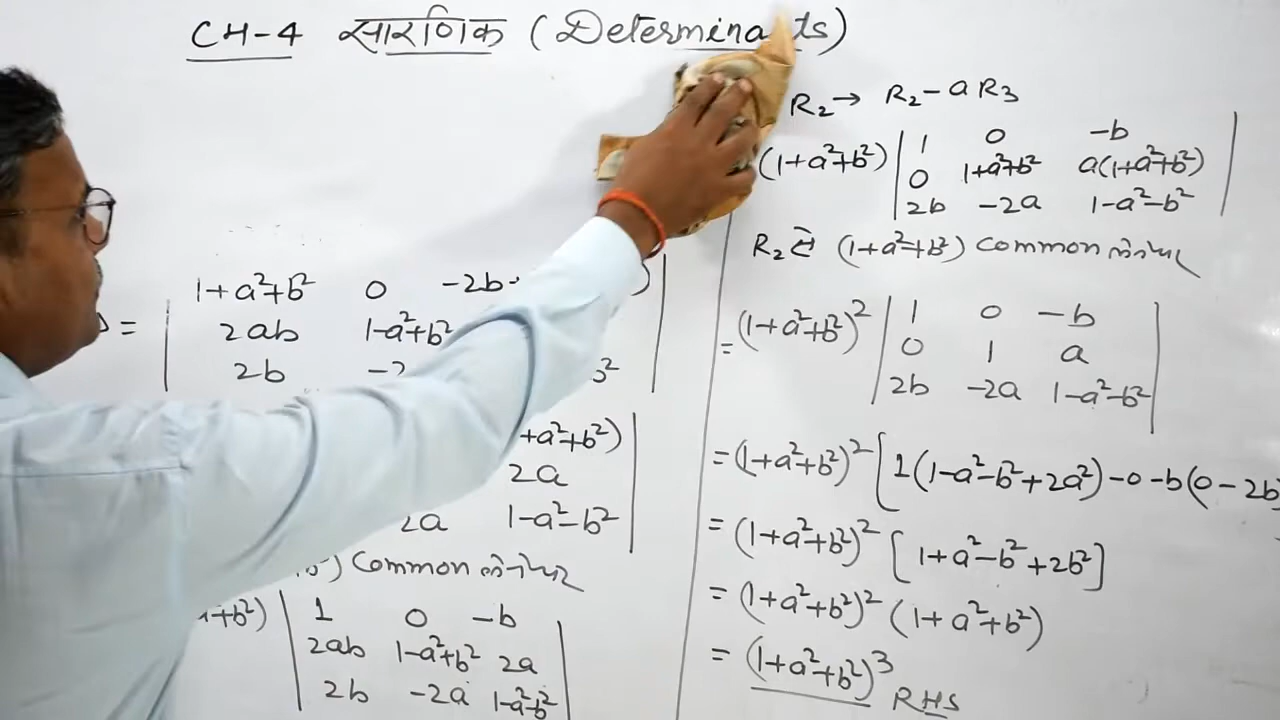 CH-4 सारणिक (Determina ts)
1+a²+b² 0 -2b
= 2ab 1-a²+b²
2b -2 b²
+a²+b²)
2a
2a 1-a²-b²
b²) Common लेने पर
a²+b²) 1 0 -b
2ab 1-a²+b² 2a
2b -2a 1-a²-b²
R₂→ R₂-aR₃
(1+a²+b²) 1 0 -b
0 1+a²+b² a(1+a²+b²)
2b -2a 1-a²-b²
R₂ से (1+a²+b²) Common लेने पर
= (1+a²+b²)² 1 0 -b
0 1 a
2b -2a 1-a²-b²
= (1+a²+b²)² [1(1-a²-b²+2a²)-0-b(0-2b
= (1+a²+b²)² [1+a²-b²+2b²]
= (1+a²+b²)² (1+a²+b²)
= (1+a²+b²)³ RHS